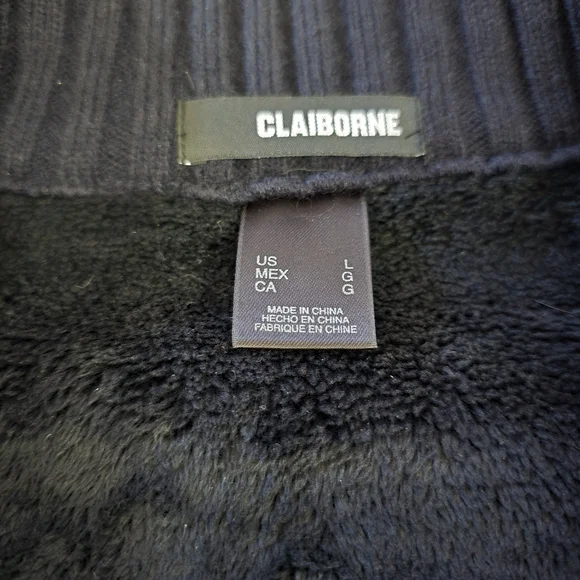 CLAIBORNE
US L
MEX G
CA G
MADE IN CHINA
HECHO EN CHINA
FABRIQUE EN CHINE